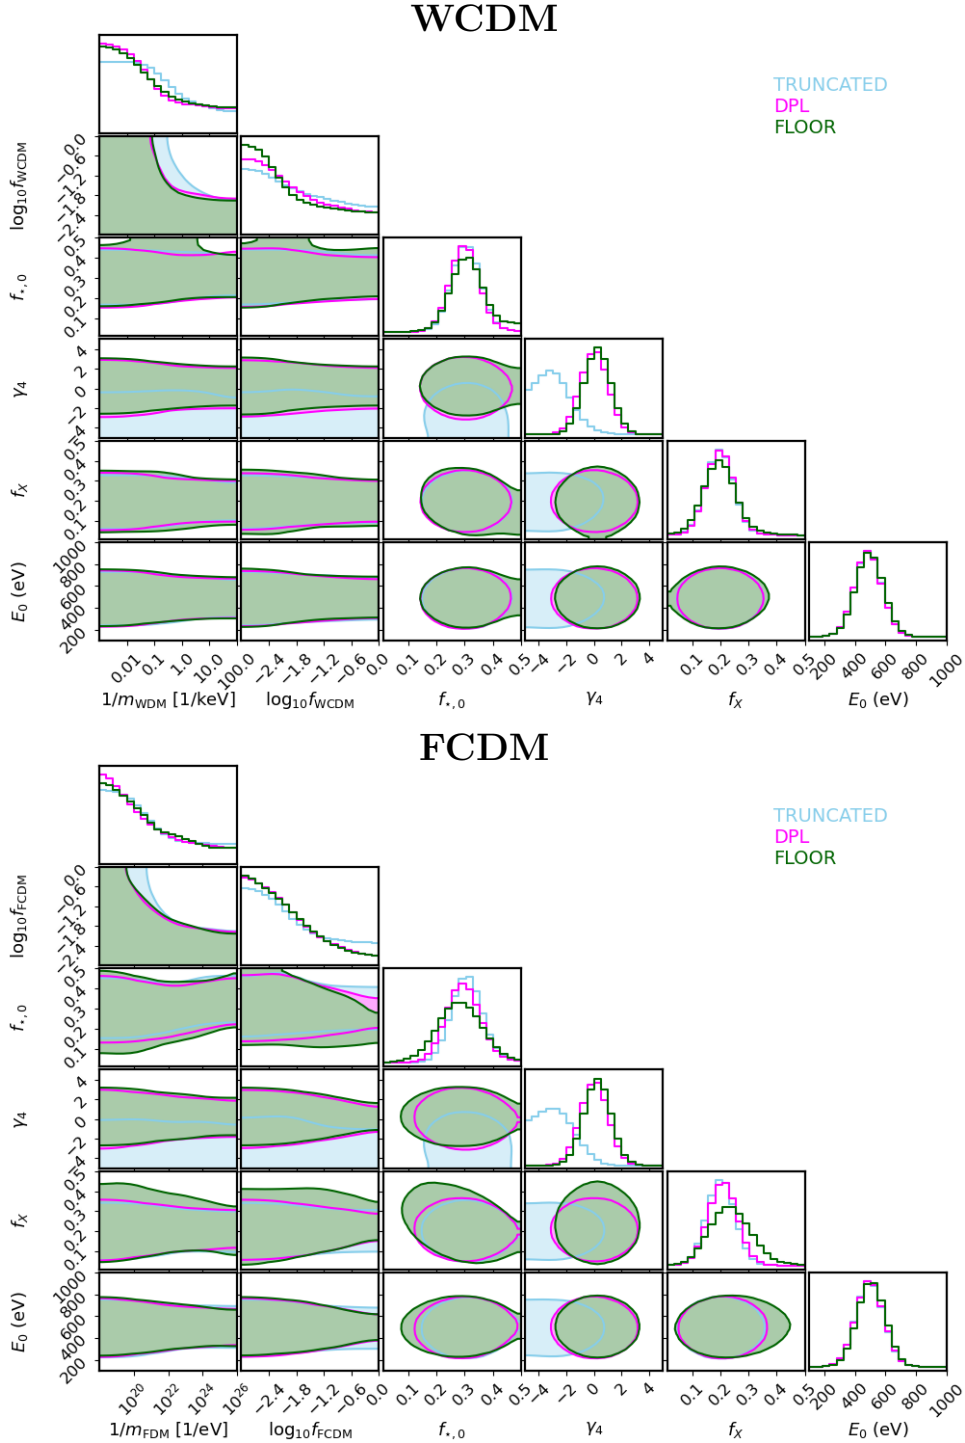 WCDM
TRUNCATED
DPL
FLOOR
log₁₀f_WCDM
0.0
−0.6
−1.2
−1.8
−2.4
f⋆,0
0.5
0.4
0.3
0.2
0.1
γ₄
4
2
0
−2
−4
f_X
0.5
0.4
0.3
0.2
0.1
E₀ (eV)
1000
800
600
400
200
0.01 0.1 1.0 10.0 100.0 −2.4 −1.8 −1.2 −0.6 0.0 0.1 0.2 0.3 0.4 0.5 −4 −2 0 2 4 0.1 0.2 0.3 0.4 0.5 200 400 600 800 1000
1/m_WDM [1/keV] log₁₀f_WCDM f⋆,0 γ₄ f_X E₀ (eV)
FCDM
TRUNCATED
DPL
FLOOR
log₁₀f_FCDM
0.0
−0.6
−1.2
−1.8
−2.4
f⋆,0
0.5
0.4
0.3
0.2
0.1
γ₄
4
2
0
−2
−4
f_X
0.5
0.4
0.3
0.2
0.1
E₀ (eV)
1000
800
600
400
200
10²⁰ 10²² 10²⁴ 10²⁶ −2.4 −1.8 −1.2 −0.6 0.0 0.1 0.2 0.3 0.4 0.5 −4 −2 0 2 4 0.1 0.2 0.3 0.4 0.5 200 400 600 800 1000
1/m_FDM [1/eV] log₁₀f_FCDM f⋆,0 γ₄ f_X E₀ (eV)